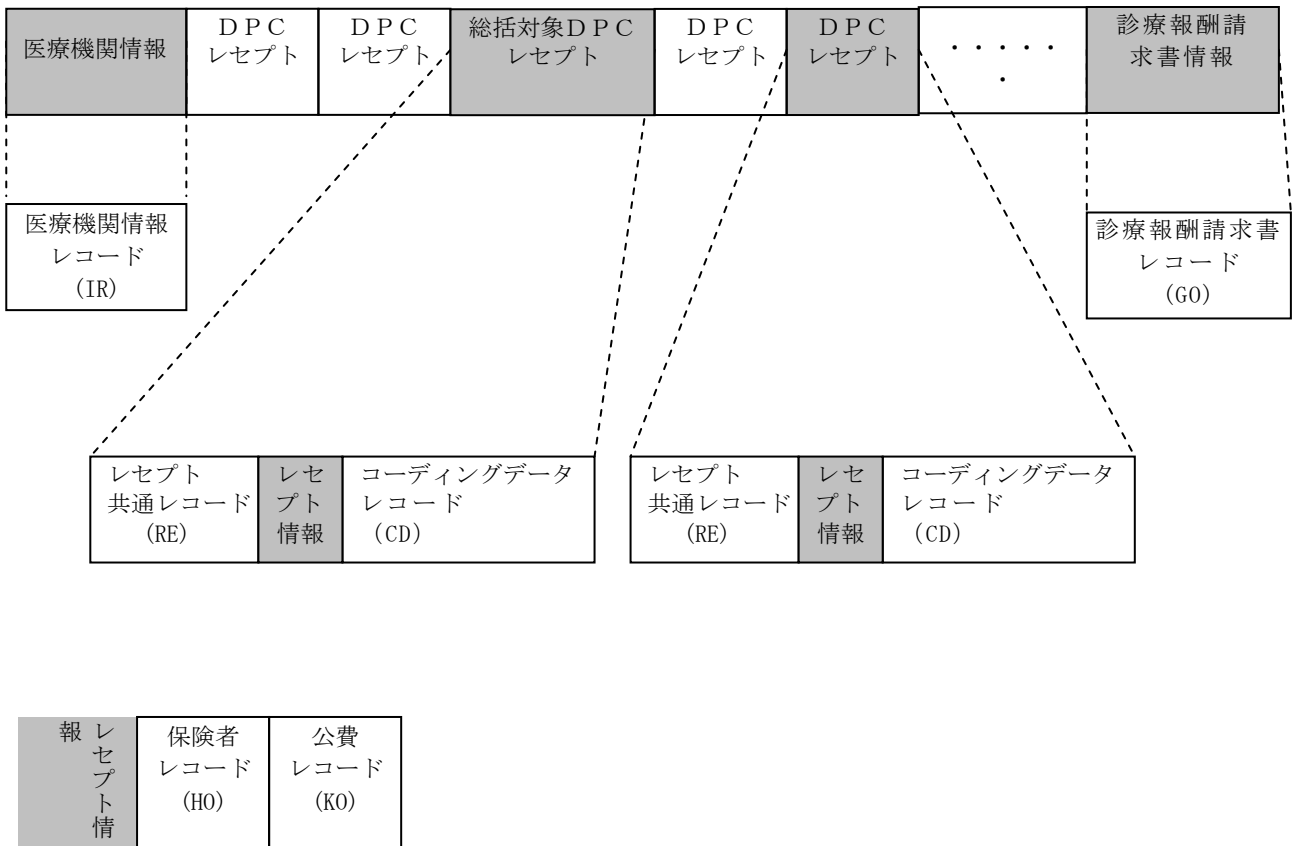 医療機関情報
ＤＰＣ
レセプト
ＤＰＣ
レセプト
総括対象ＤＰＣ
レセプト
ＤＰＣ
レセプト
ＤＰＣ
レセプト
・・・・・
・
診療報酬請
求書情報
医療機関情報
レコード
(IR)
診療報酬請求書
レコード
(GO)
レセプト
共通レコード
(RE)
レセ
プト
情報
コーディングデータ
レコード
(CD)
レセプト
共通レコード
(RE)
レセ
プト
情報
コーディングデータ
レコード
(CD)
レセプト情
報
保険者
レコード
(HO)
公費
レコード
(KO)